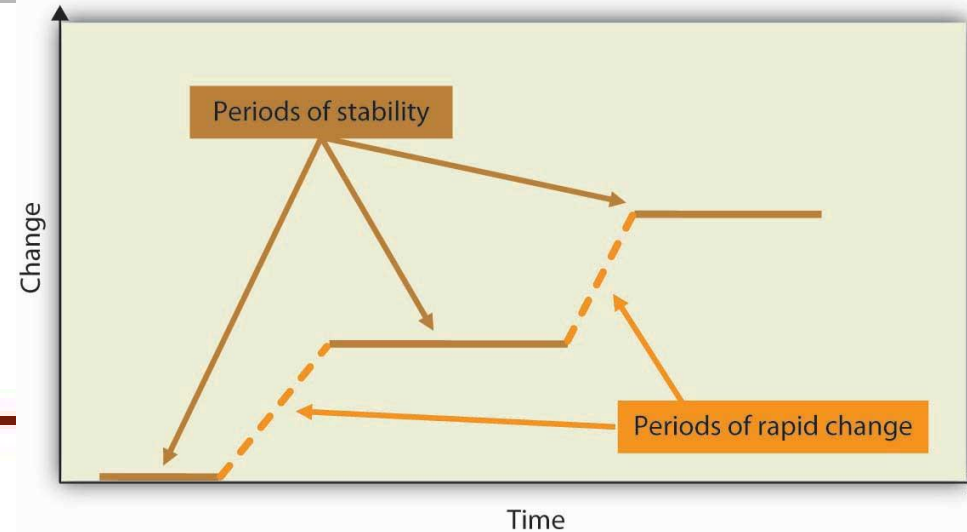 Periods of stability
Change
Periods of rapid change
Time